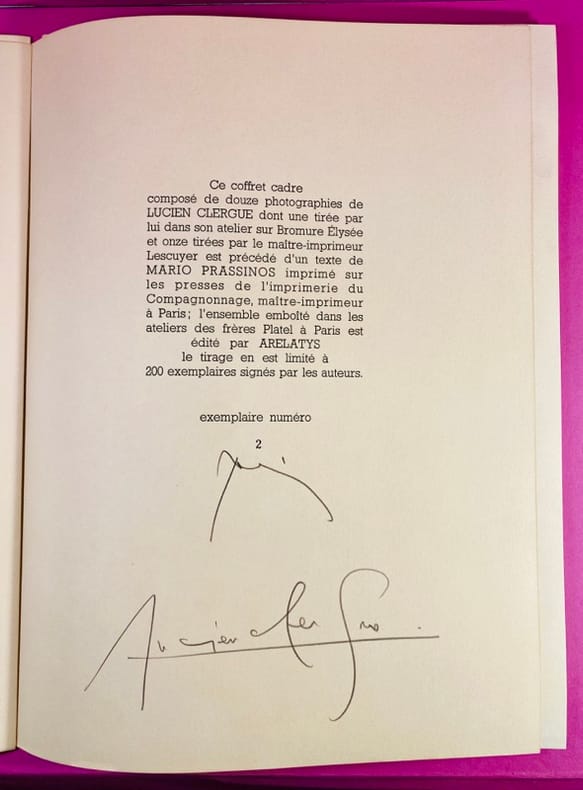 Ce coffret cadre
composé de douze photographies de
LUCIEN CLERGUE dont une tirée par
lui dans son atelier sur Bromure Élysée
et onze tirées par le maître-imprimeur
Lescuyer est précédé d'un texte de
MARIO PRASSINOS imprimé sur
les presses de l'imprimerie du
Compagnonnage, maître-imprimeur
à Paris; l'ensemble emboîté dans les
ateliers des frères Platel à Paris est
édité par ARELATYS
le tirage en est limité à
200 exemplaires signés par les auteurs.
exemplaire numéro
2